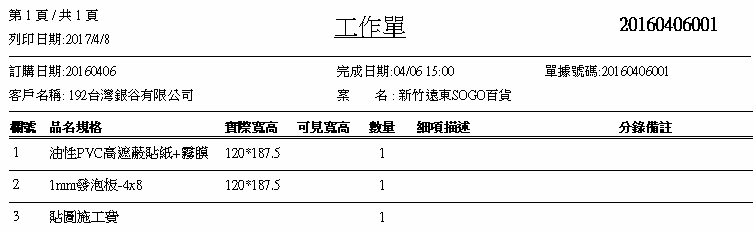 第 1 頁 / 共 1 頁
工作單
20160406001
列印日期:2017/4/8
訂購日期:20160406 完成日期:04/06 15:00 單據號碼:20160406001
客戶名稱: 192台灣銀谷有限公司 案 名 : 新竹遠東SOGO百貨
欄號 品名規格 實際寬高 可見寬高 數量 細項描述 分錄備註
1 油性PVC高遮蔽貼紙+霧膜 120*187.5 1
2 1mm發泡板-4x8 120*187.5 1
3 貼圖施工費 1